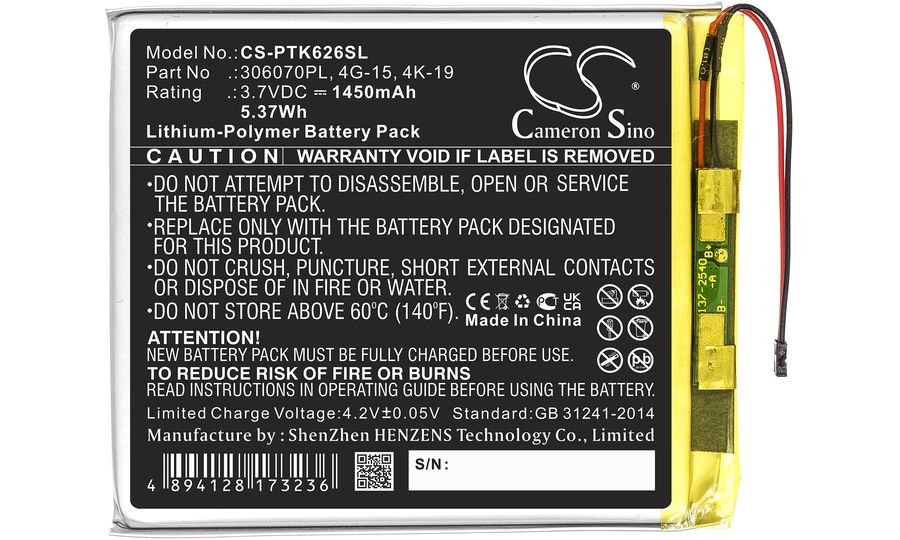 Model No.:CS-PTK626SL
Part No .: 306070PL, 4G-15, 4K-19
Rating .: 3.7VDC ⎓ 1450mAh
5.37Wh
Lithium-Polymer Battery Pack
Cameron Sino
®
CAUTION | WARRANTY VOID IF LABEL IS REMOVED
•DO NOT ATTEMPT TO DISASSEMBLE, OPEN OR SERVICE
THE BATTERY PACK.
•REPLACE ONLY WITH THE BATTERY PACK DESIGNATED
FOR THIS PRODUCT.
•DO NOT CRUSH, PUNCTURE, SHORT EXTERNAL CONTACTS
OR DISPOSE OF IN FIRE OR WATER.
•DO NOT STORE ABOVE 60°C (140°F).
CE EAC UKCA
Made In China
Pb
ATTENTION:
NEW BATTERY PACK MUST BE FULLY CHARGED BEFORE USE.
TO REDUCE RISK OF FIRE OR BURNS
READ INSTRUCTIONS IN OPERATING GUIDE BEFORE USING THE BATTERY.
Limited Charge Voltage:4.2V±0.05V Standard:GB 31241-2014
Manufacture by : ShenZhen HENZENS Technology Co., Limited
4 894128 173236
S/N:
B+
137-2540
-A
B-